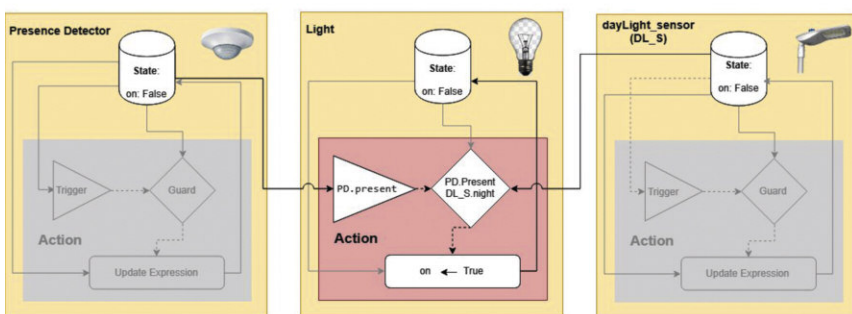 Presence Detector
State:
on: False
Trigger
Guard
Action
Update Expression
Light
State:
on: False
PD.present
PD.Present
DL_S.night
Action
on ← True
dayLight_sensor
(DL_S)
State:
on: False
Trigger
Guard
Action
Update Expression